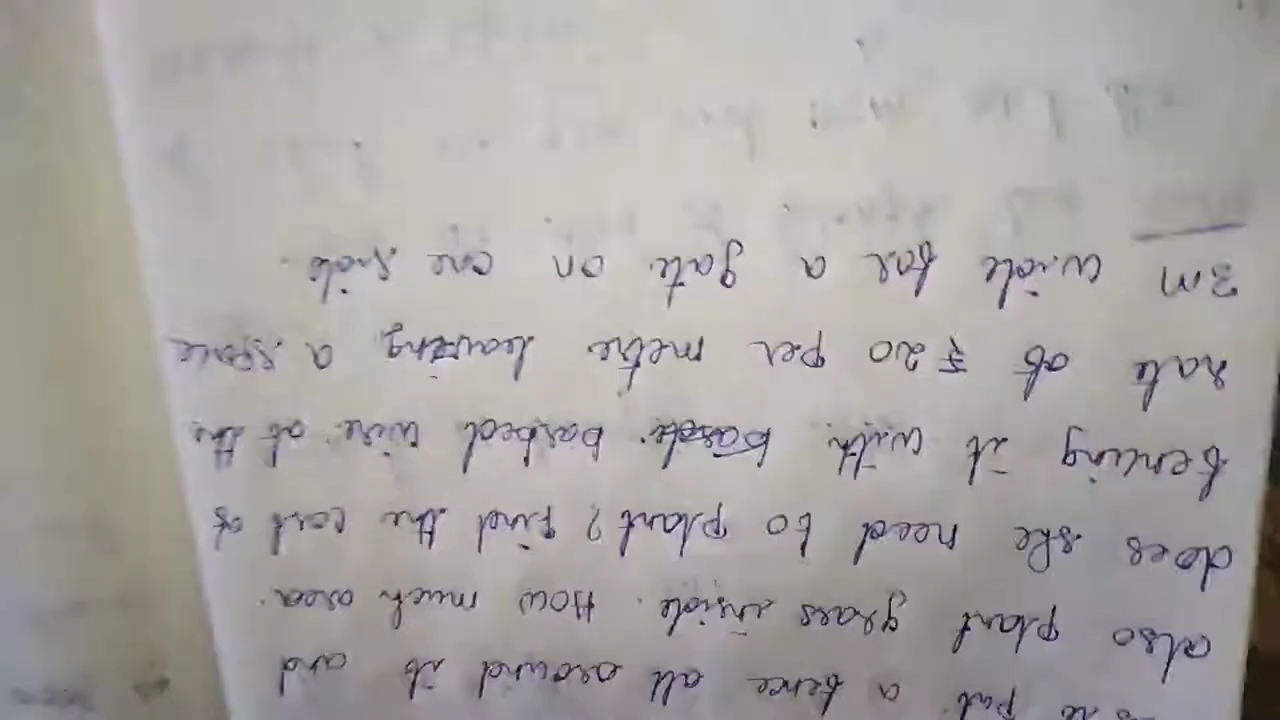 put a fence all around it and
also plant grass inside. How much area
does she need to plant? Find the cost of
fencing it with barbed wire at the
rate of ₹20 per metre leaving a space
3m wide for a gate on one side.